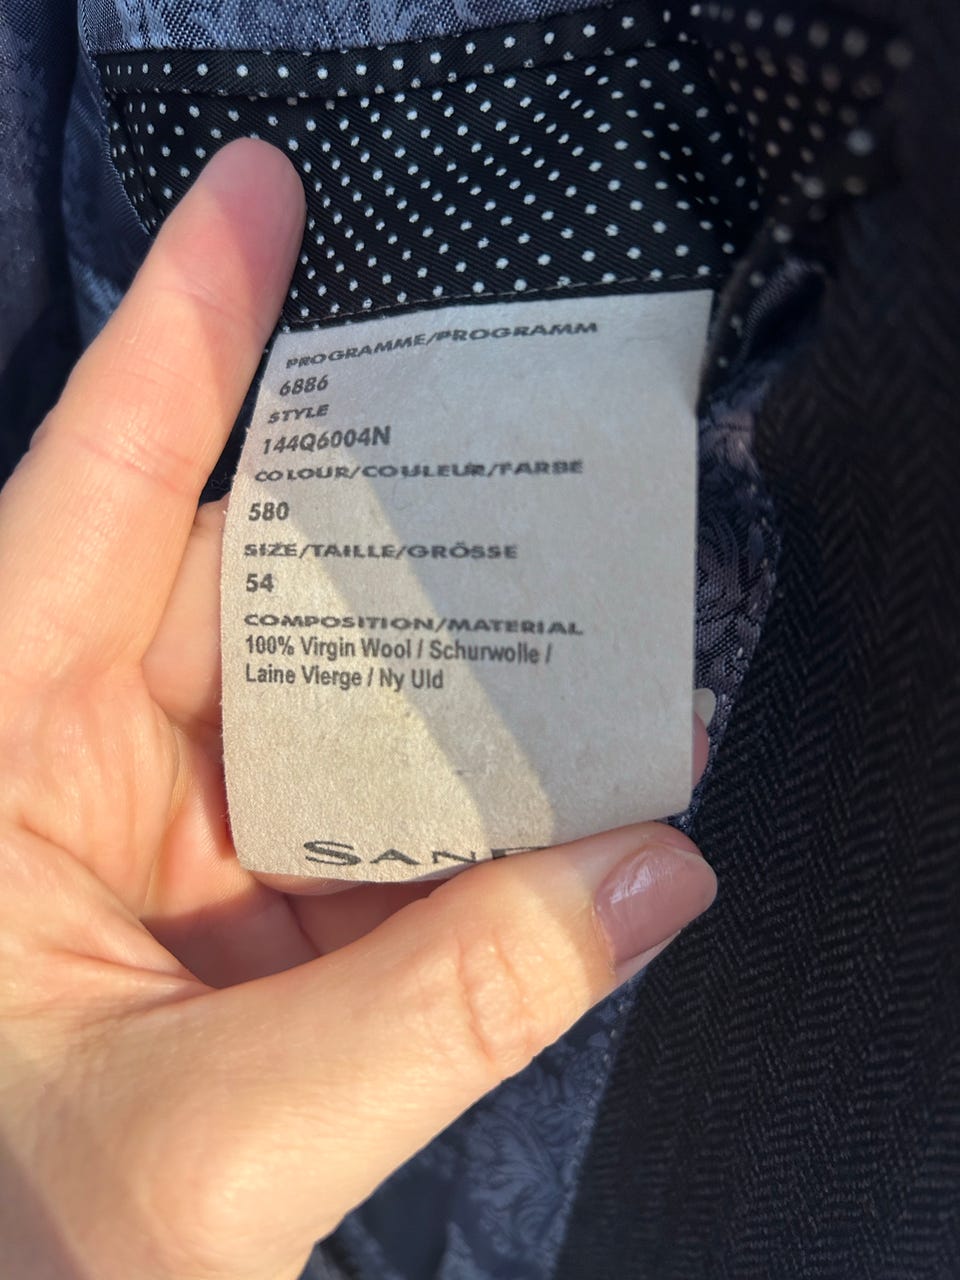 PROGRAMME/PROGRAMM
6886
STYLE
144Q6004N
COLOUR/COULEUR/FARBE
580
SIZE/TAILLE/GRÖSSE
54
COMPOSITION/MATERIAL
100% Virgin Wool / Schurwolle /
Laine Vierge / Ny Uld